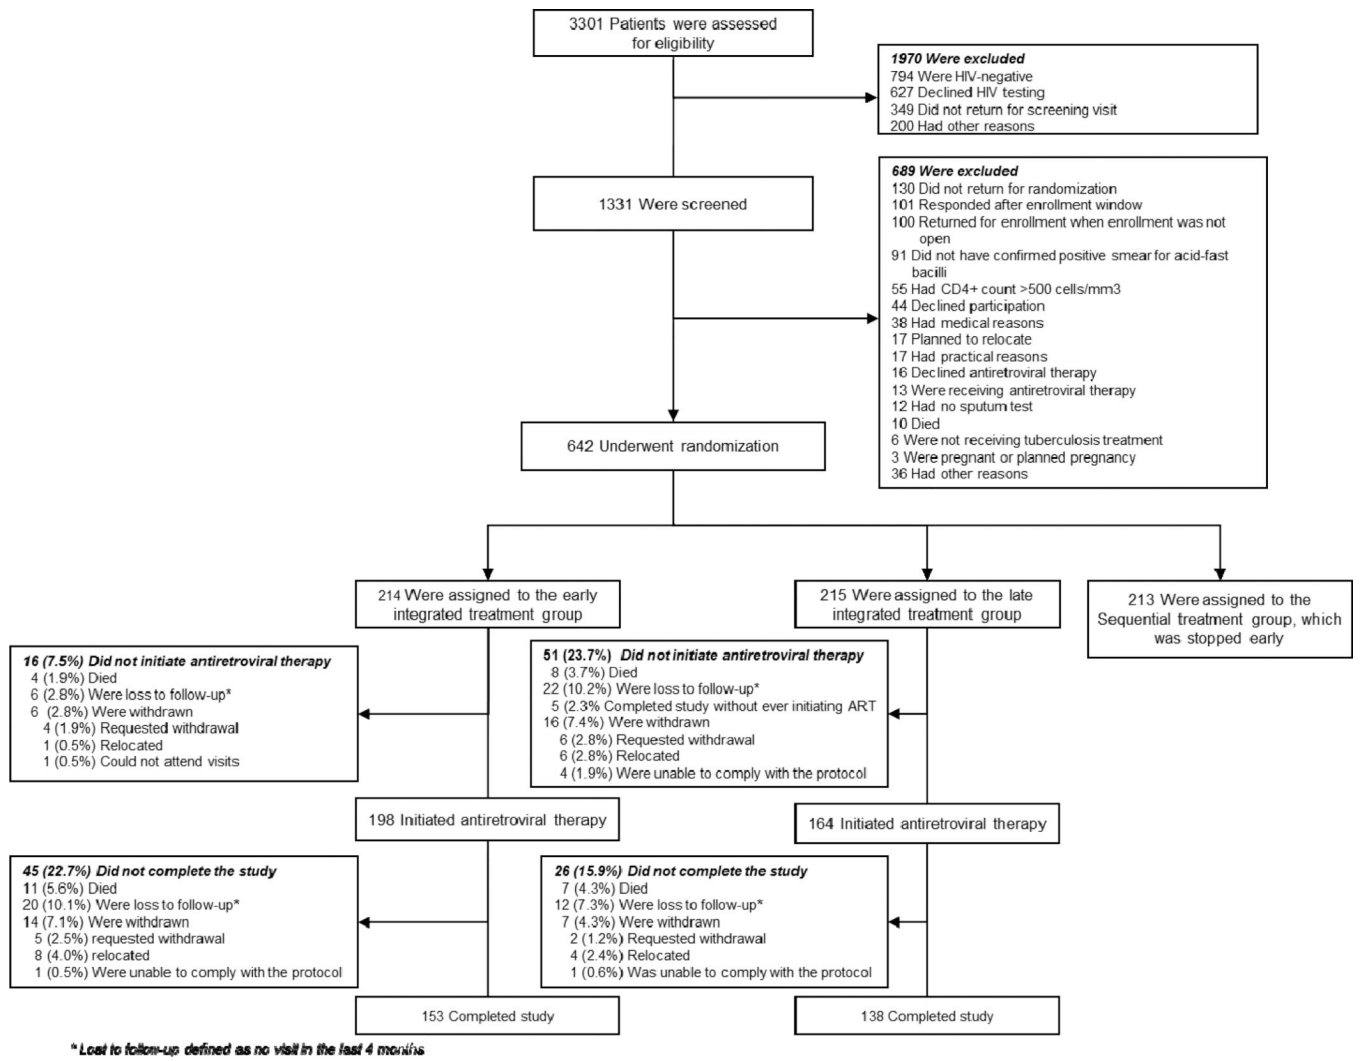 3301 Patients were assessed
for eligibility
1970 Were excluded
794 Were HIV-negative
627 Declined HIV testing
349 Did not return for screening visit
200 Had other reasons
1331 Were screened
689 Were excluded
130 Did not return for randomization
101 Responded after enrollment window
100 Returned for enrollment when enrollment was not
open
91 Did not have confirmed positive smear for acid-fast
bacilli
55 Had CD4+ count >500 cells/mm3
44 Declined participation
38 Had medical reasons
17 Planned to relocate
17 Had practical reasons
16 Declined antiretroviral therapy
13 Were receiving antiretroviral therapy
12 Had no sputum test
10 Died
6 Were not receiving tuberculosis treatment
3 Were pregnant or planned pregnancy
36 Had other reasons
642 Underwent randomization
214 Were assigned to the early
integrated treatment group
215 Were assigned to the late
integrated treatment group
213 Were assigned to the
Sequential treatment group, which
was stopped early
16 (7.5%) Did not initiate antiretroviral therapy
4 (1.9%) Died
6 (2.8%) Were loss to follow-up*
6 (2.8%) Were withdrawn
4 (1.9%) Requested withdrawal
1 (0.5%) Relocated
1 (0.5%) Could not attend visits
51 (23.7%) Did not initiate antiretroviral therapy
8 (3.7%) Died
22 (10.2%) Were loss to follow-up*
5 (2.3% Completed study without ever initiating ART
16 (7.4%) Were withdrawn
6 (2.8%) Requested withdrawal
6 (2.8%) Relocated
4 (1.9%) Were unable to comply with the protocol
198 Initiated antiretroviral therapy
164 Initiated antiretroviral therapy
45 (22.7%) Did not complete the study
11 (5.6%) Died
20 (10.1%) Were loss to follow-up*
14 (7.1%) Were withdrawn
5 (2.5%) requested withdrawal
8 (4.0%) relocated
1 (0.5%) Were unable to comply with the protocol
26 (15.9%) Did not complete the study
7 (4.3%) Died
12 (7.3%) Were loss to follow-up*
7 (4.3%) Were withdrawn
2 (1.2%) Requested withdrawal
4 (2.4%) Relocated
1 (0.6%) Was unable to comply with the protocol
153 Completed study
138 Completed study
* Lost to follow-up defined as no visit in the last 4 months